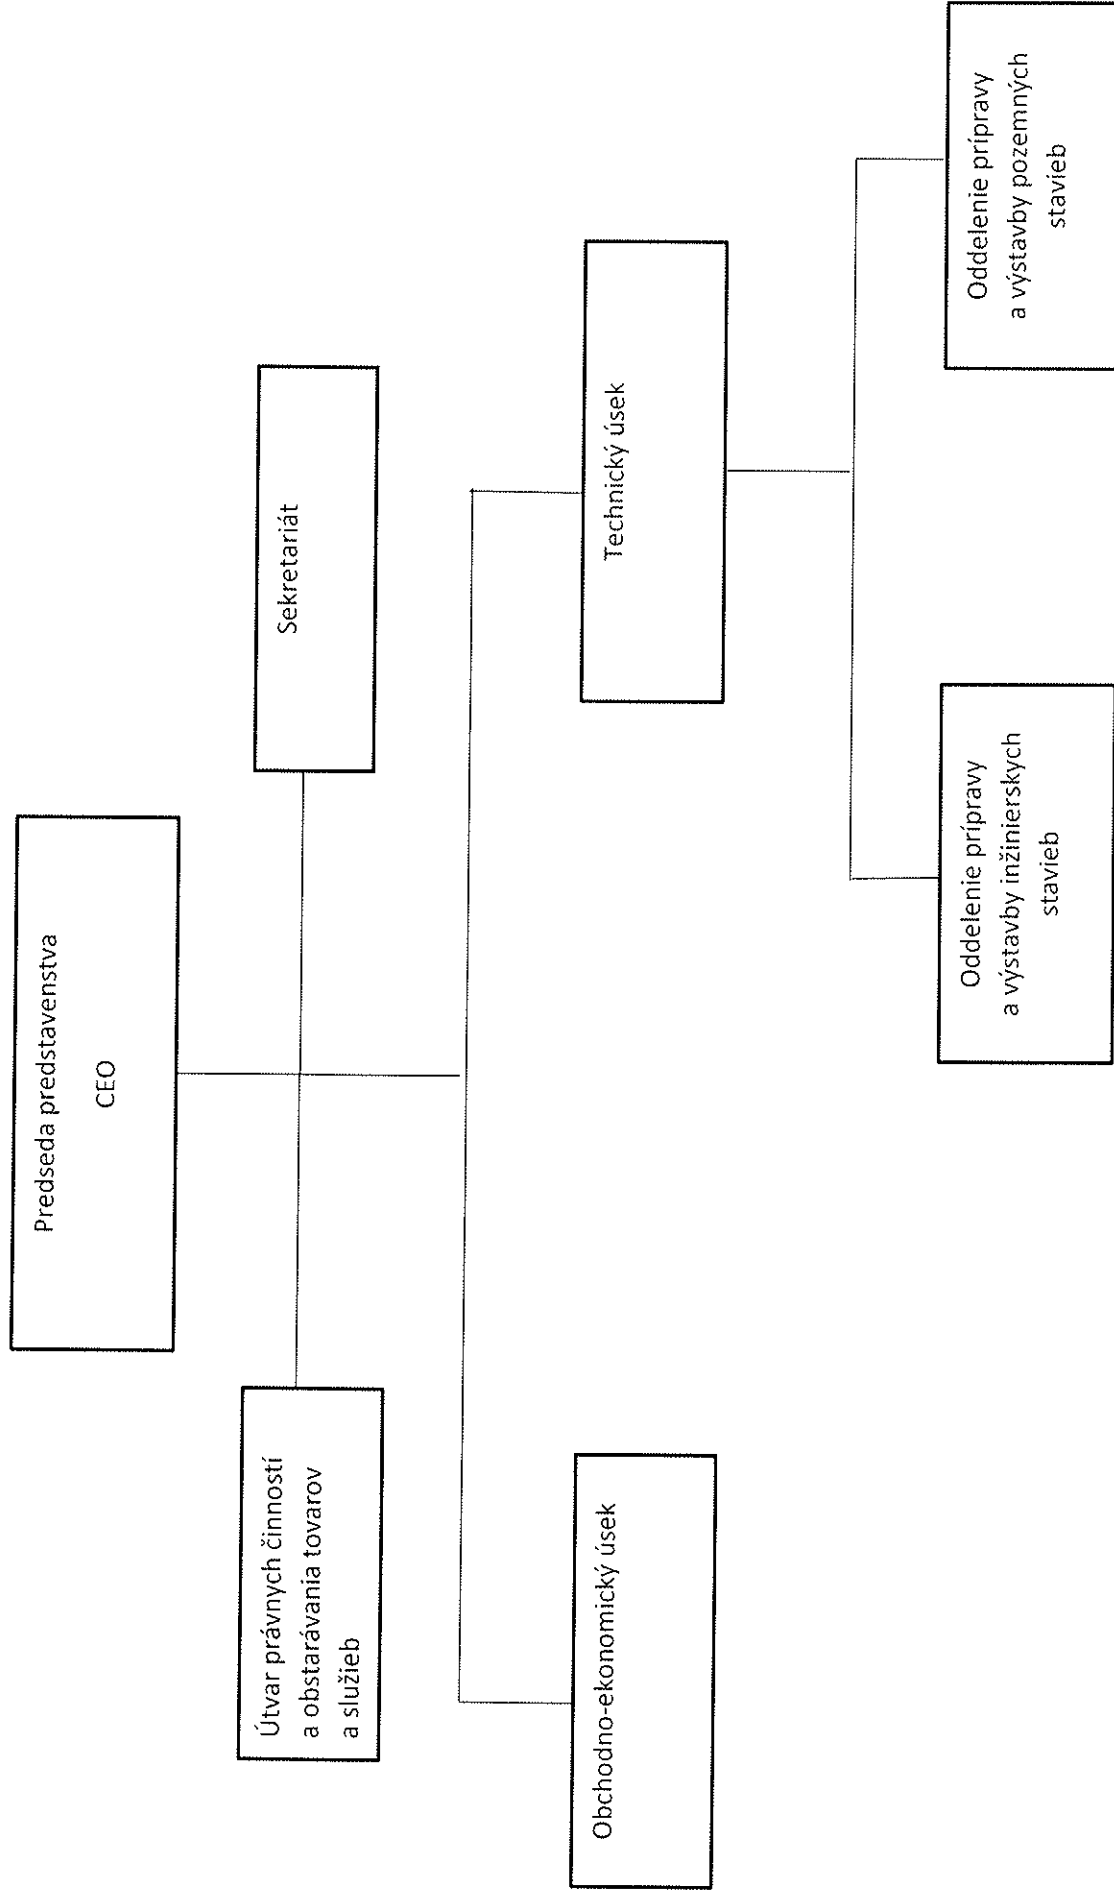 Predseda predstavenstva
CEO
Útvar právnych činností
a obstarávania tovarov
a služieb
Sekretariát
Obchodno-ekonomický úsek
Technický úsek
Oddelenie prípravy
a výstavby inžinierskych
stavieb
Oddelenie prípravy
a výstavby pozemných
stavieb